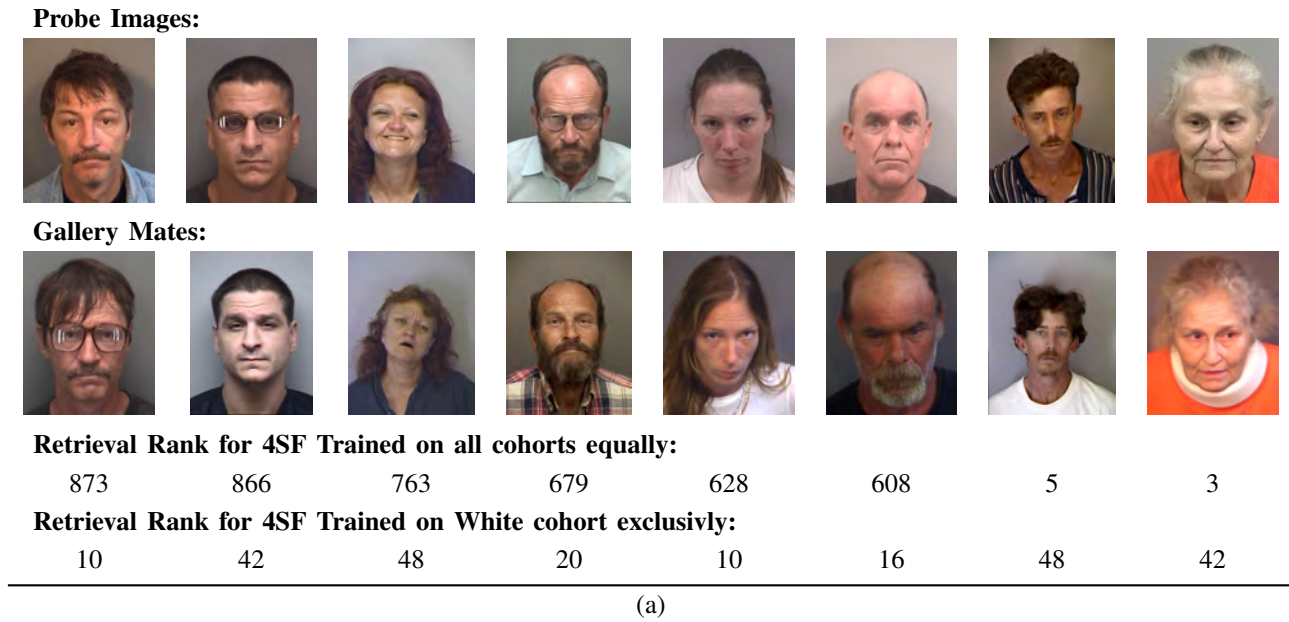 Probe Images:
Gallery Mates:
Retrieval Rank for 4SF Trained on all cohorts equally:
873 866 763 679 628 608 5 3
Retrieval Rank for 4SF Trained on White cohort exclusivly:
10 42 48 20 10 16 48 42
(a)